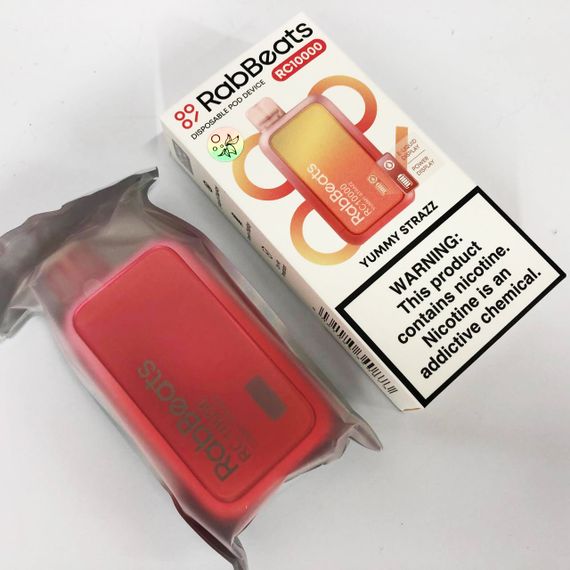 RabBeats
RC10000
DISPOSABLE POD DEVICE
LIQUID
DISPLAY
POWER
DISPLAY
RabBeats
RC10000
YUMMY STRAZZ
WARNING:
This product
contains nicotine.
Nicotine is an
addictive chemical.
RabBeats
RC10000